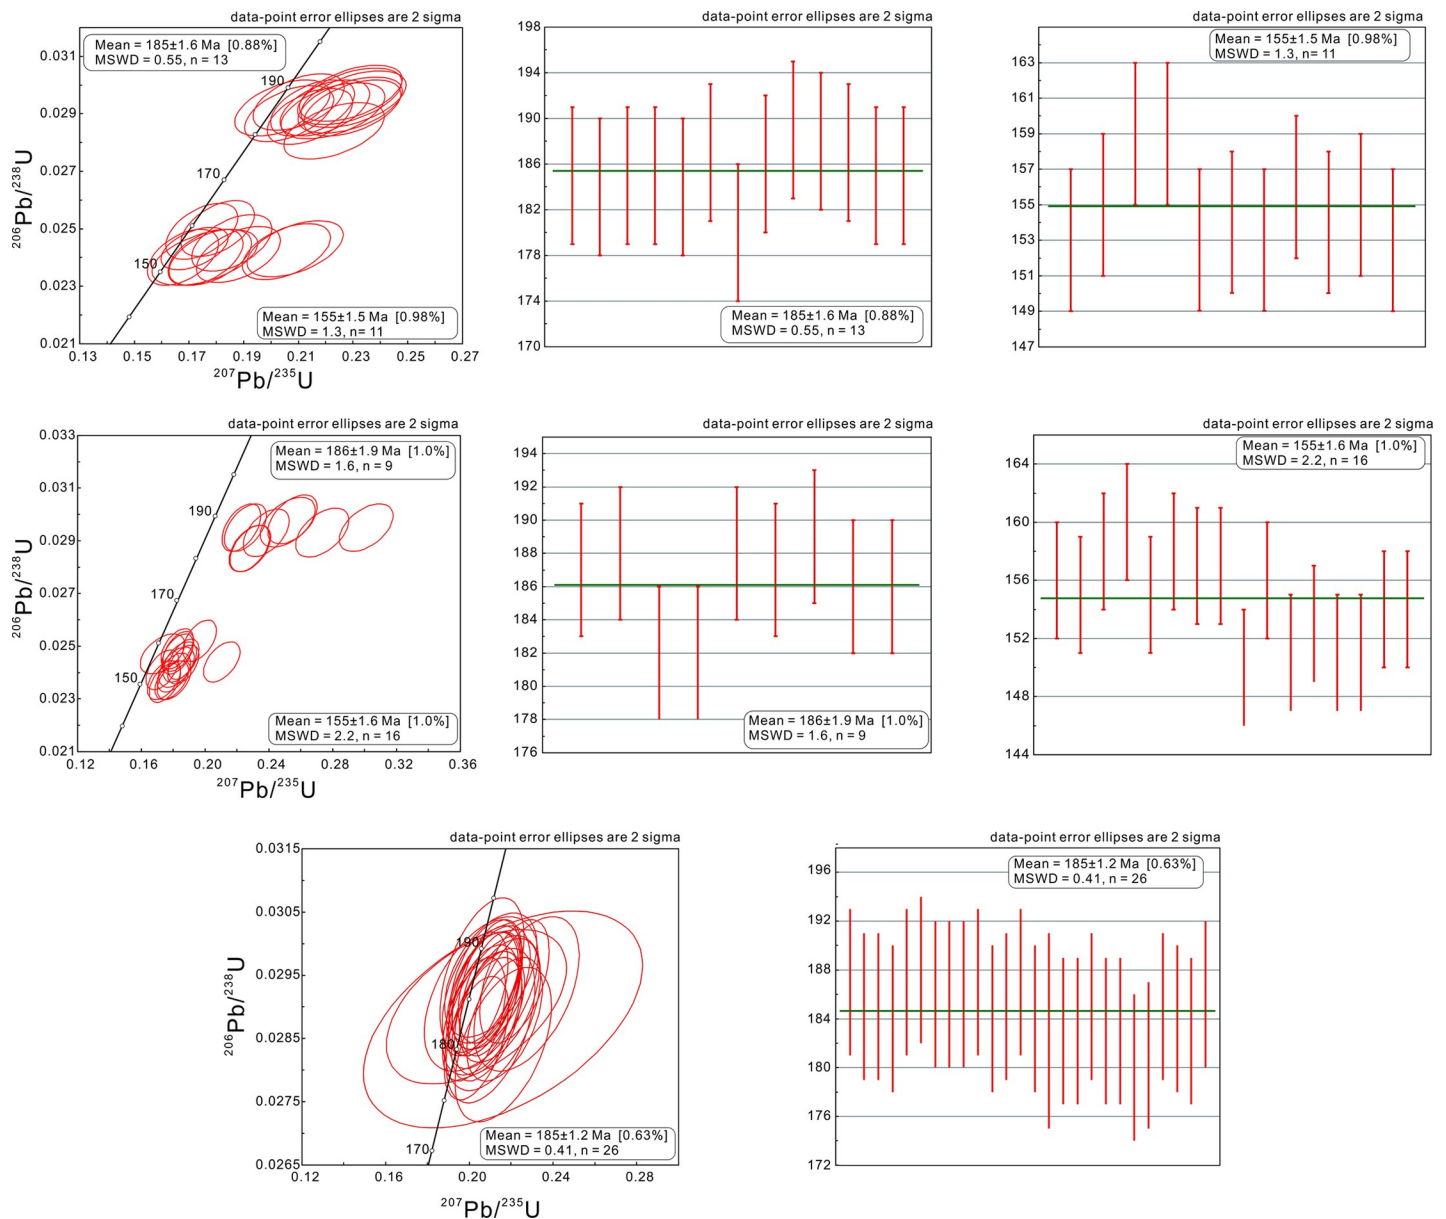 data-point error ellipses are 2 sigma
0.031
0.029
0.027
0.025
0.023
0.021
206Pb/238U
Mean = 185±1.6 Ma [0.88%]
MSWD = 0.55, n = 13
190
170
150
Mean = 155±1.5 Ma [0.98%]
MSWD = 1.3, n= 11
0.13 0.15 0.17 0.19 0.21 0.23 0.25 0.27
207Pb/235U
data-point error ellipses are 2 sigma
198
194
190
186
182
178
174
170
Mean = 185±1.6 Ma [0.88%]
MSWD = 0.55, n = 13
data-point error ellipses are 2 sigma
Mean = 155±1.5 Ma [0.98%]
MSWD = 1.3, n= 11
163
161
159
157
155
153
151
149
147
data-point error ellipses are 2 sigma
0.033
0.031
0.029
0.027
0.025
0.023
0.021
206Pb/238U
Mean = 186±1.9 Ma [1.0%]
MSWD = 1.6, n = 9
190
170
150
Mean = 155±1.6 Ma [1.0%]
MSWD = 2.2, n = 16
0.12 0.16 0.20 0.24 0.28 0.32 0.36
207Pb/235U
data-point error ellipses are 2 sigma
194
192
190
188
186
184
182
180
178
176
Mean = 186±1.9 Ma [1.0%]
MSWD = 1.6, n = 9
data-point error ellipses are 2 sigma
Mean = 155±1.6 Ma [1.0%]
MSWD = 2.2, n = 16
164
160
156
152
148
144
data-point error ellipses are 2 sigma
0.0315
0.0305
0.0295
0.0285
0.0275
0.0265
206Pb/238U
190
180
170
Mean = 185±1.2 Ma [0.63%]
MSWD = 0.41, n = 26
0.12 0.16 0.20 0.24 0.28
207Pb/235U
data-point error ellipses are 2 sigma
Mean = 185±1.2 Ma [0.63%]
MSWD = 0.41, n = 26
196
192
188
184
180
176
172